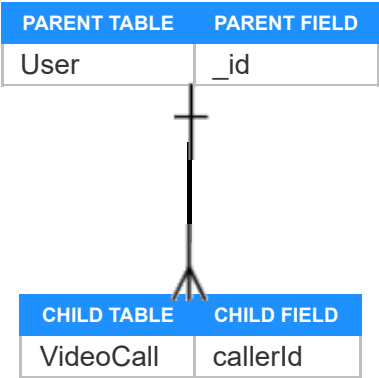 PARENT TABLE PARENT FIELD
User _id
CHILD TABLE CHILD FIELD
VideoCall callerId